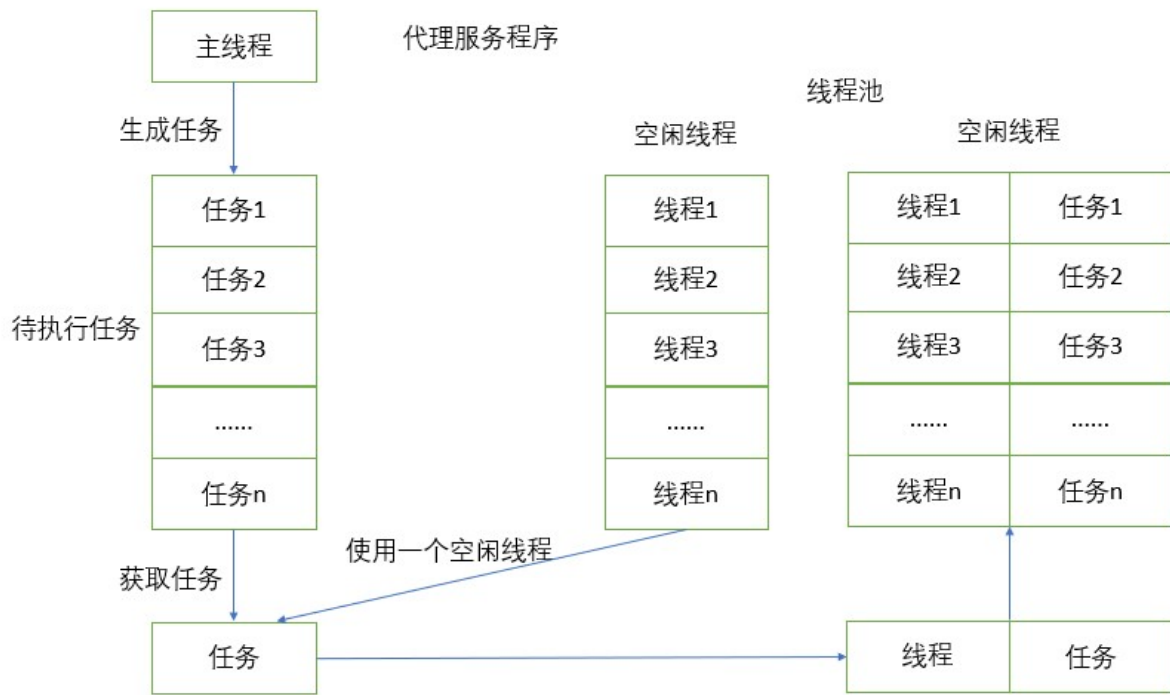 主线程
代理服务程序
线程池
生成任务
空闲线程
空闲线程
任务1
线程1
线程1
任务1
任务2
线程2
线程2
任务2
待执行任务
任务3
线程3
线程3
任务3
……
……
……
……
任务n
线程n
线程n
任务n
使用一个空闲线程
获取任务
任务
线程
任务